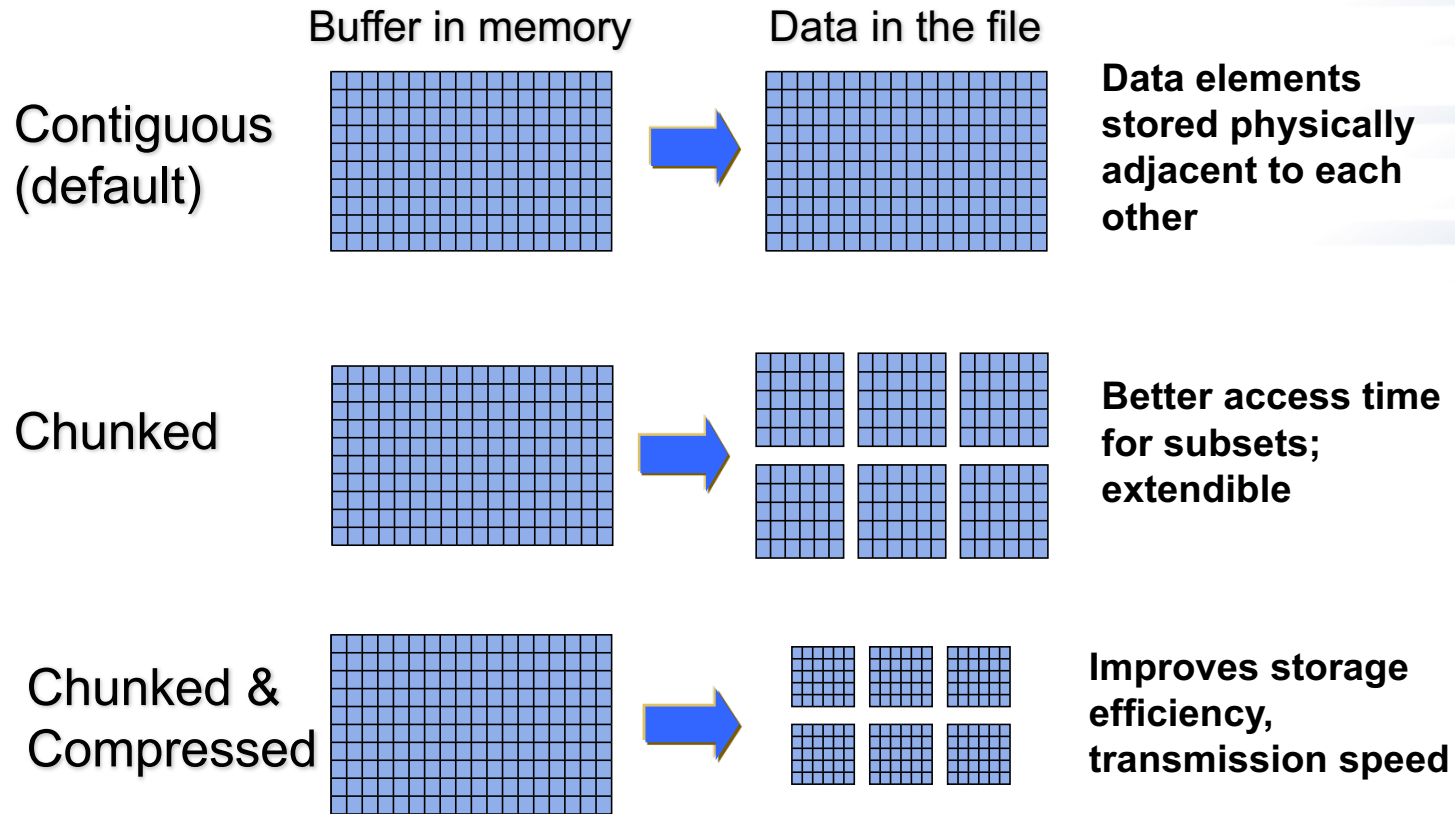 Buffer in memory
Data in the file
Contiguous
(default)
Data elements
stored physically
adjacent to each
other
Chunked
Better access time
for subsets;
extendible
Chunked &
Compressed
Improves storage
efficiency,
transmission speed